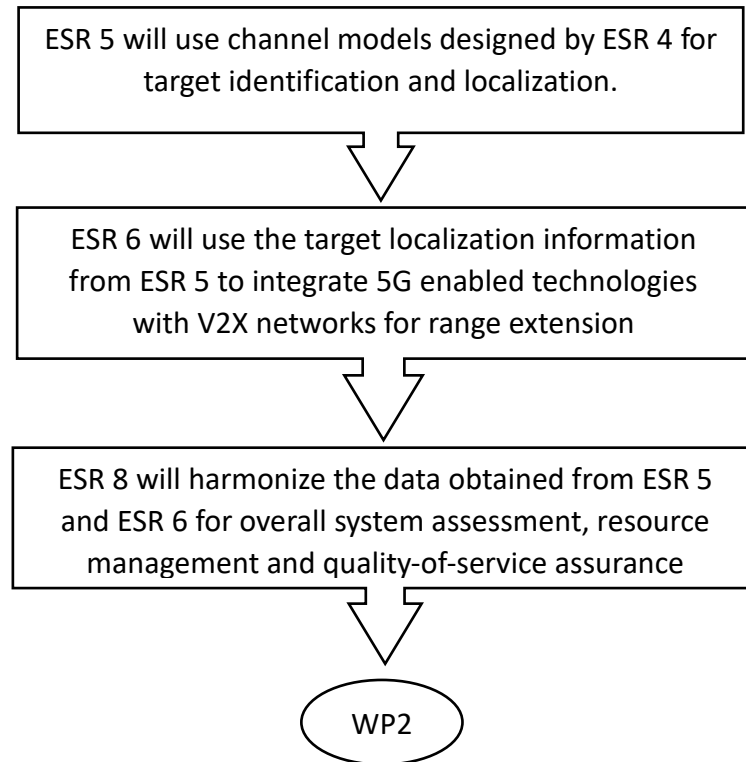 ESR 5 will use channel models designed by ESR 4 for
target identification and localization.
ESR 6 will use the target localization information
from ESR 5 to integrate 5G enabled technologies
with V2X networks for range extension
ESR 8 will harmonize the data obtained from ESR 5
and ESR 6 for overall system assessment, resource
management and quality-of-service assurance
WP2